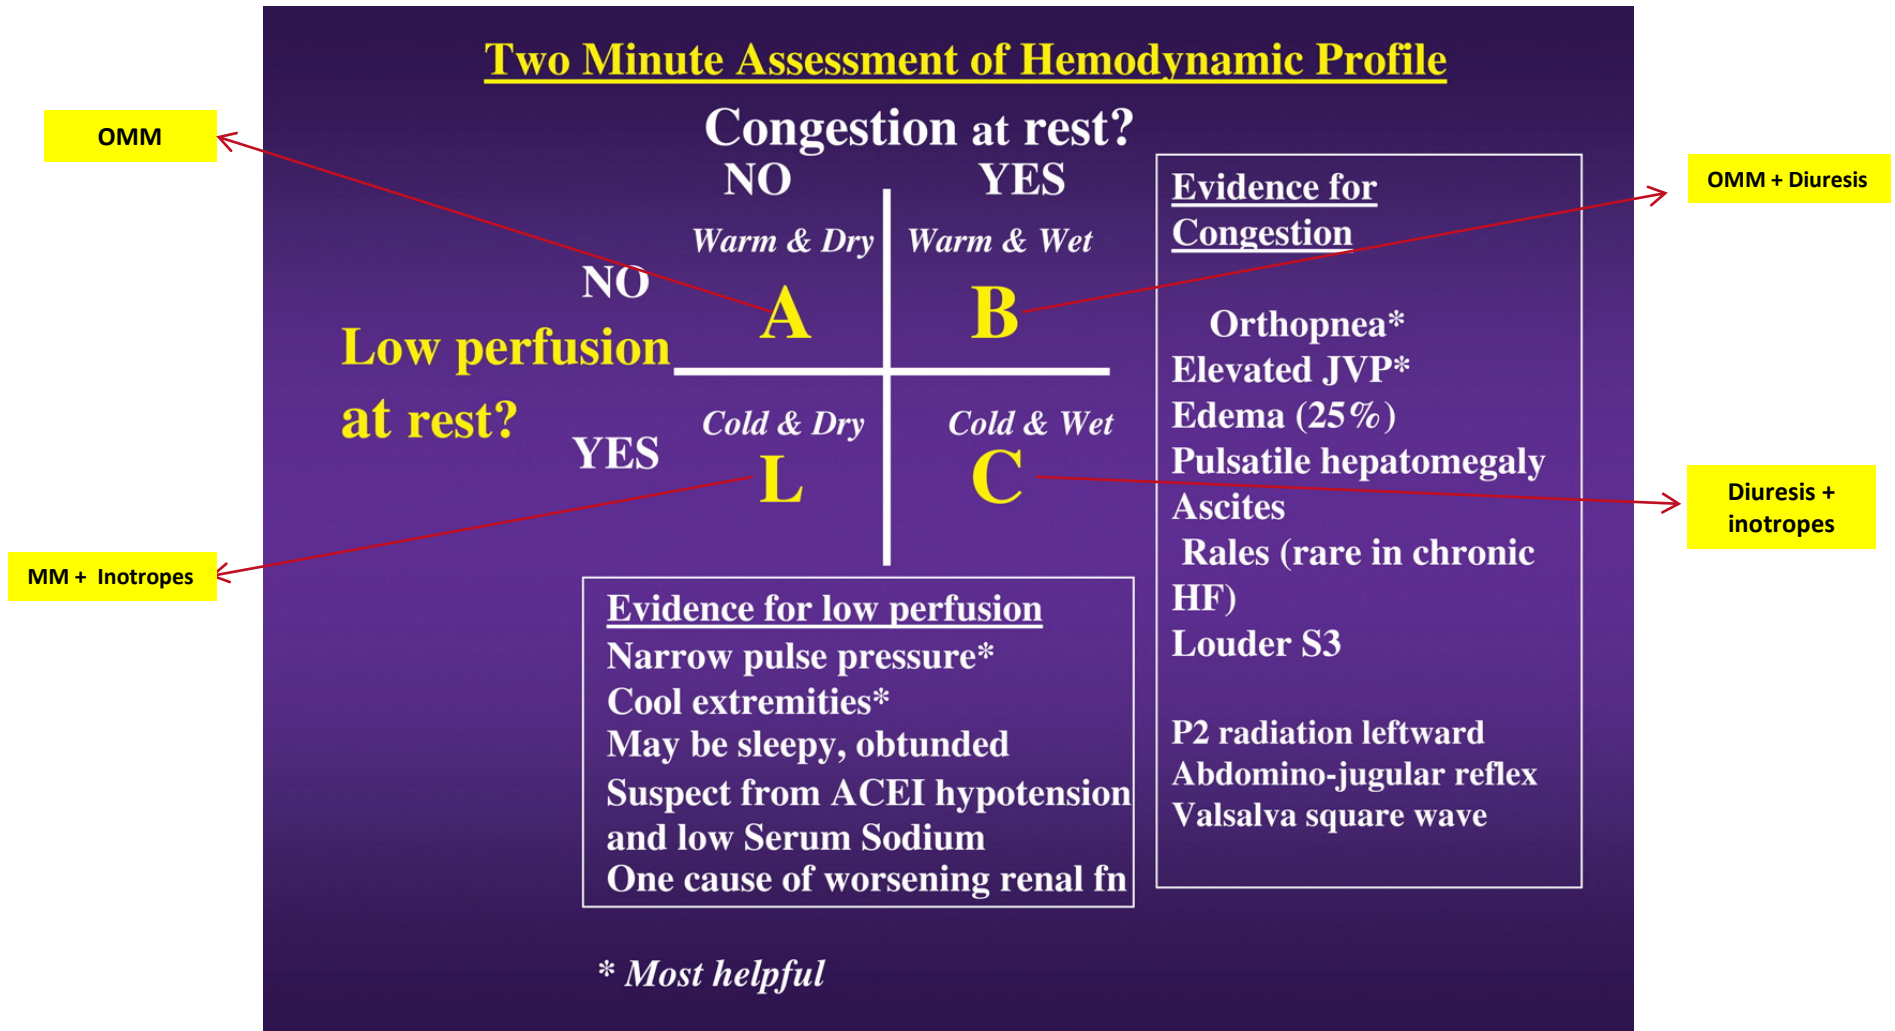 Two Minute Assessment of Hemodynamic Profile
Congestion at rest?
NO
YES
Warm & Dry
Warm & Wet
NO
A
B
Low perfusion
at rest?
YES
Cold & Dry
Cold & Wet
L
C
Evidence for low perfusion
Narrow pulse pressure*
Cool extremities*
May be sleepy, obtunded
Suspect from ACEI hypotension
and low Serum Sodium
One cause of worsening renal fn
* Most helpful
Evidence for
Congestion
Orthopnea*
Elevated JVP*
Edema (25%)
Pulsatile hepatomegaly
Ascites
Rales (rare in chronic
HF)
Louder S3
P2 radiation leftward
Abdomino-jugular reflex
Valsalva square wave
OMM
MM + Inotropes
OMM + Diuresis
Diuresis +
inotropes